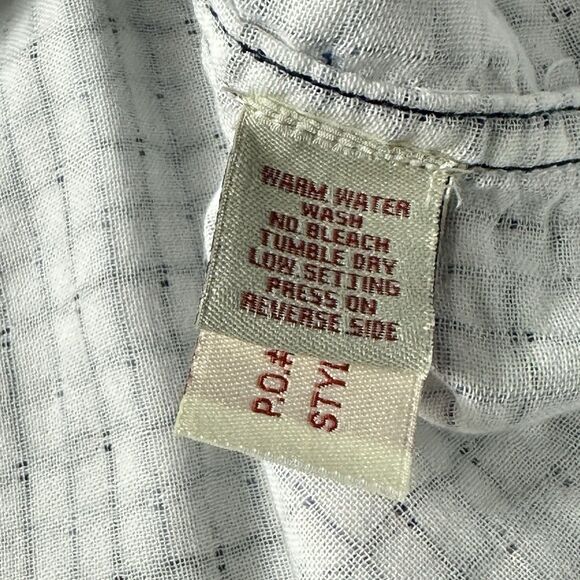 WARM WATER
WASH
NO BLEACH
TUMBLE DRY
LOW SETTING
PRESS ON
REVERSE SIDE
P.O.#
STYL